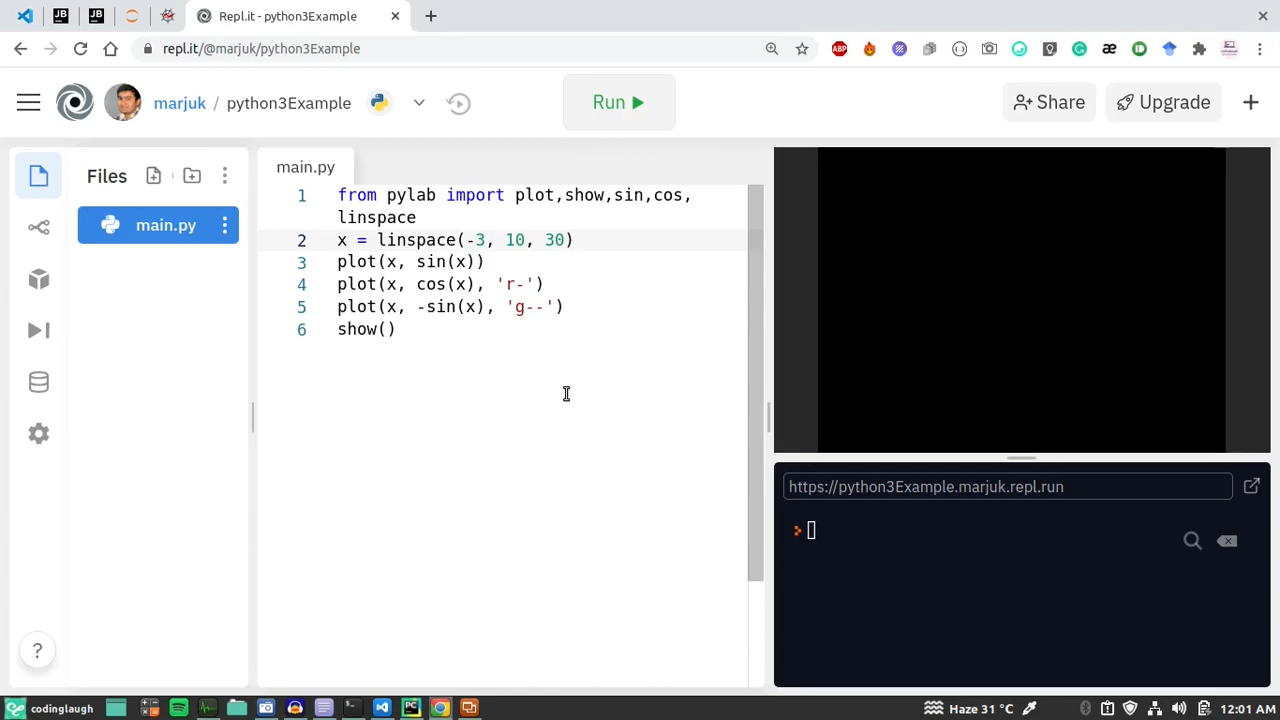 Repl.it - python3Example
repl.it/@marjuk/python3Example
ABP
æ
marjuk / python3Example
Run
Share
Upgrade
Files
main.py
main.py
1 from pylab import plot,show,sin,cos,
linspace
2 x = linspace(-3, 10, 30)
3 plot(x, sin(x))
4 plot(x, cos(x), 'r-')
5 plot(x, -sin(x), 'g--')
6 show()
https://python3Example.marjuk.repl.run
?
codinglaugh
Haze 31 °C
12:01 AM